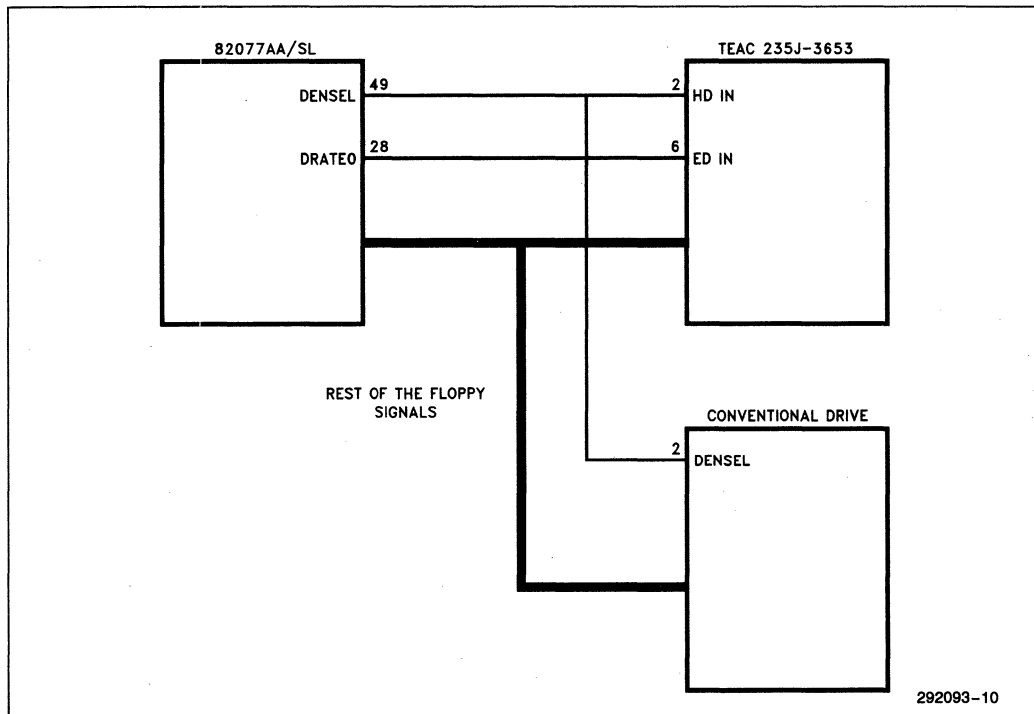 82077AA/SL
TEAC 235J-3653
DENSEL
49
2
HD IN
DRATE0
28
6
ED IN
REST OF THE FLOPPY
SIGNALS
CONVENTIONAL DRIVE
2
DENSEL
292093-10